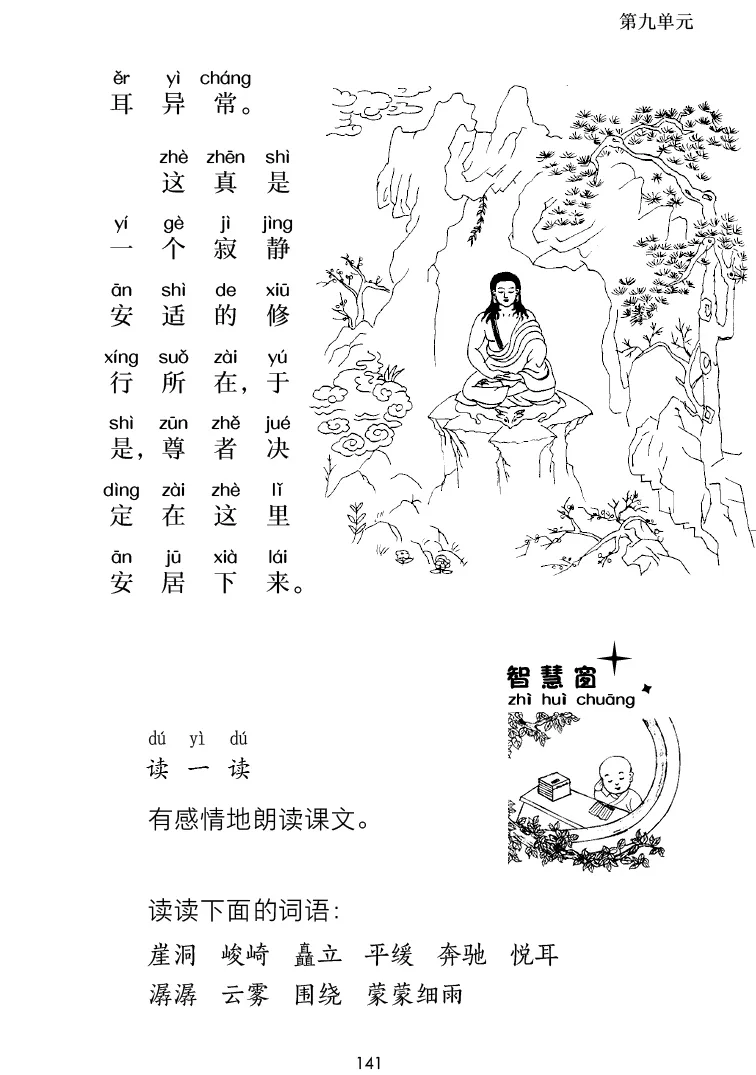 第九单元
ěr yì cháng
耳异常。
zhè zhēn shì
这真是
yí gè jì jìng
一个寂静
ān shì de xiū
安适的修
xíng suǒ zài yú
行所在,于
shì zūn zhě jué
是,尊者决
dìng zài zhè lǐ
定在这里
ān jū xià lái
安居下来。
智慧窗
zhì huì chuāng
dú yì dú
读一读
有感情地朗读课文。
读读下面的词语:
崖洞 峻崎 矗立 平缓 奔驰 悦耳
潺潺 云雾 围绕 蒙蒙细雨
141